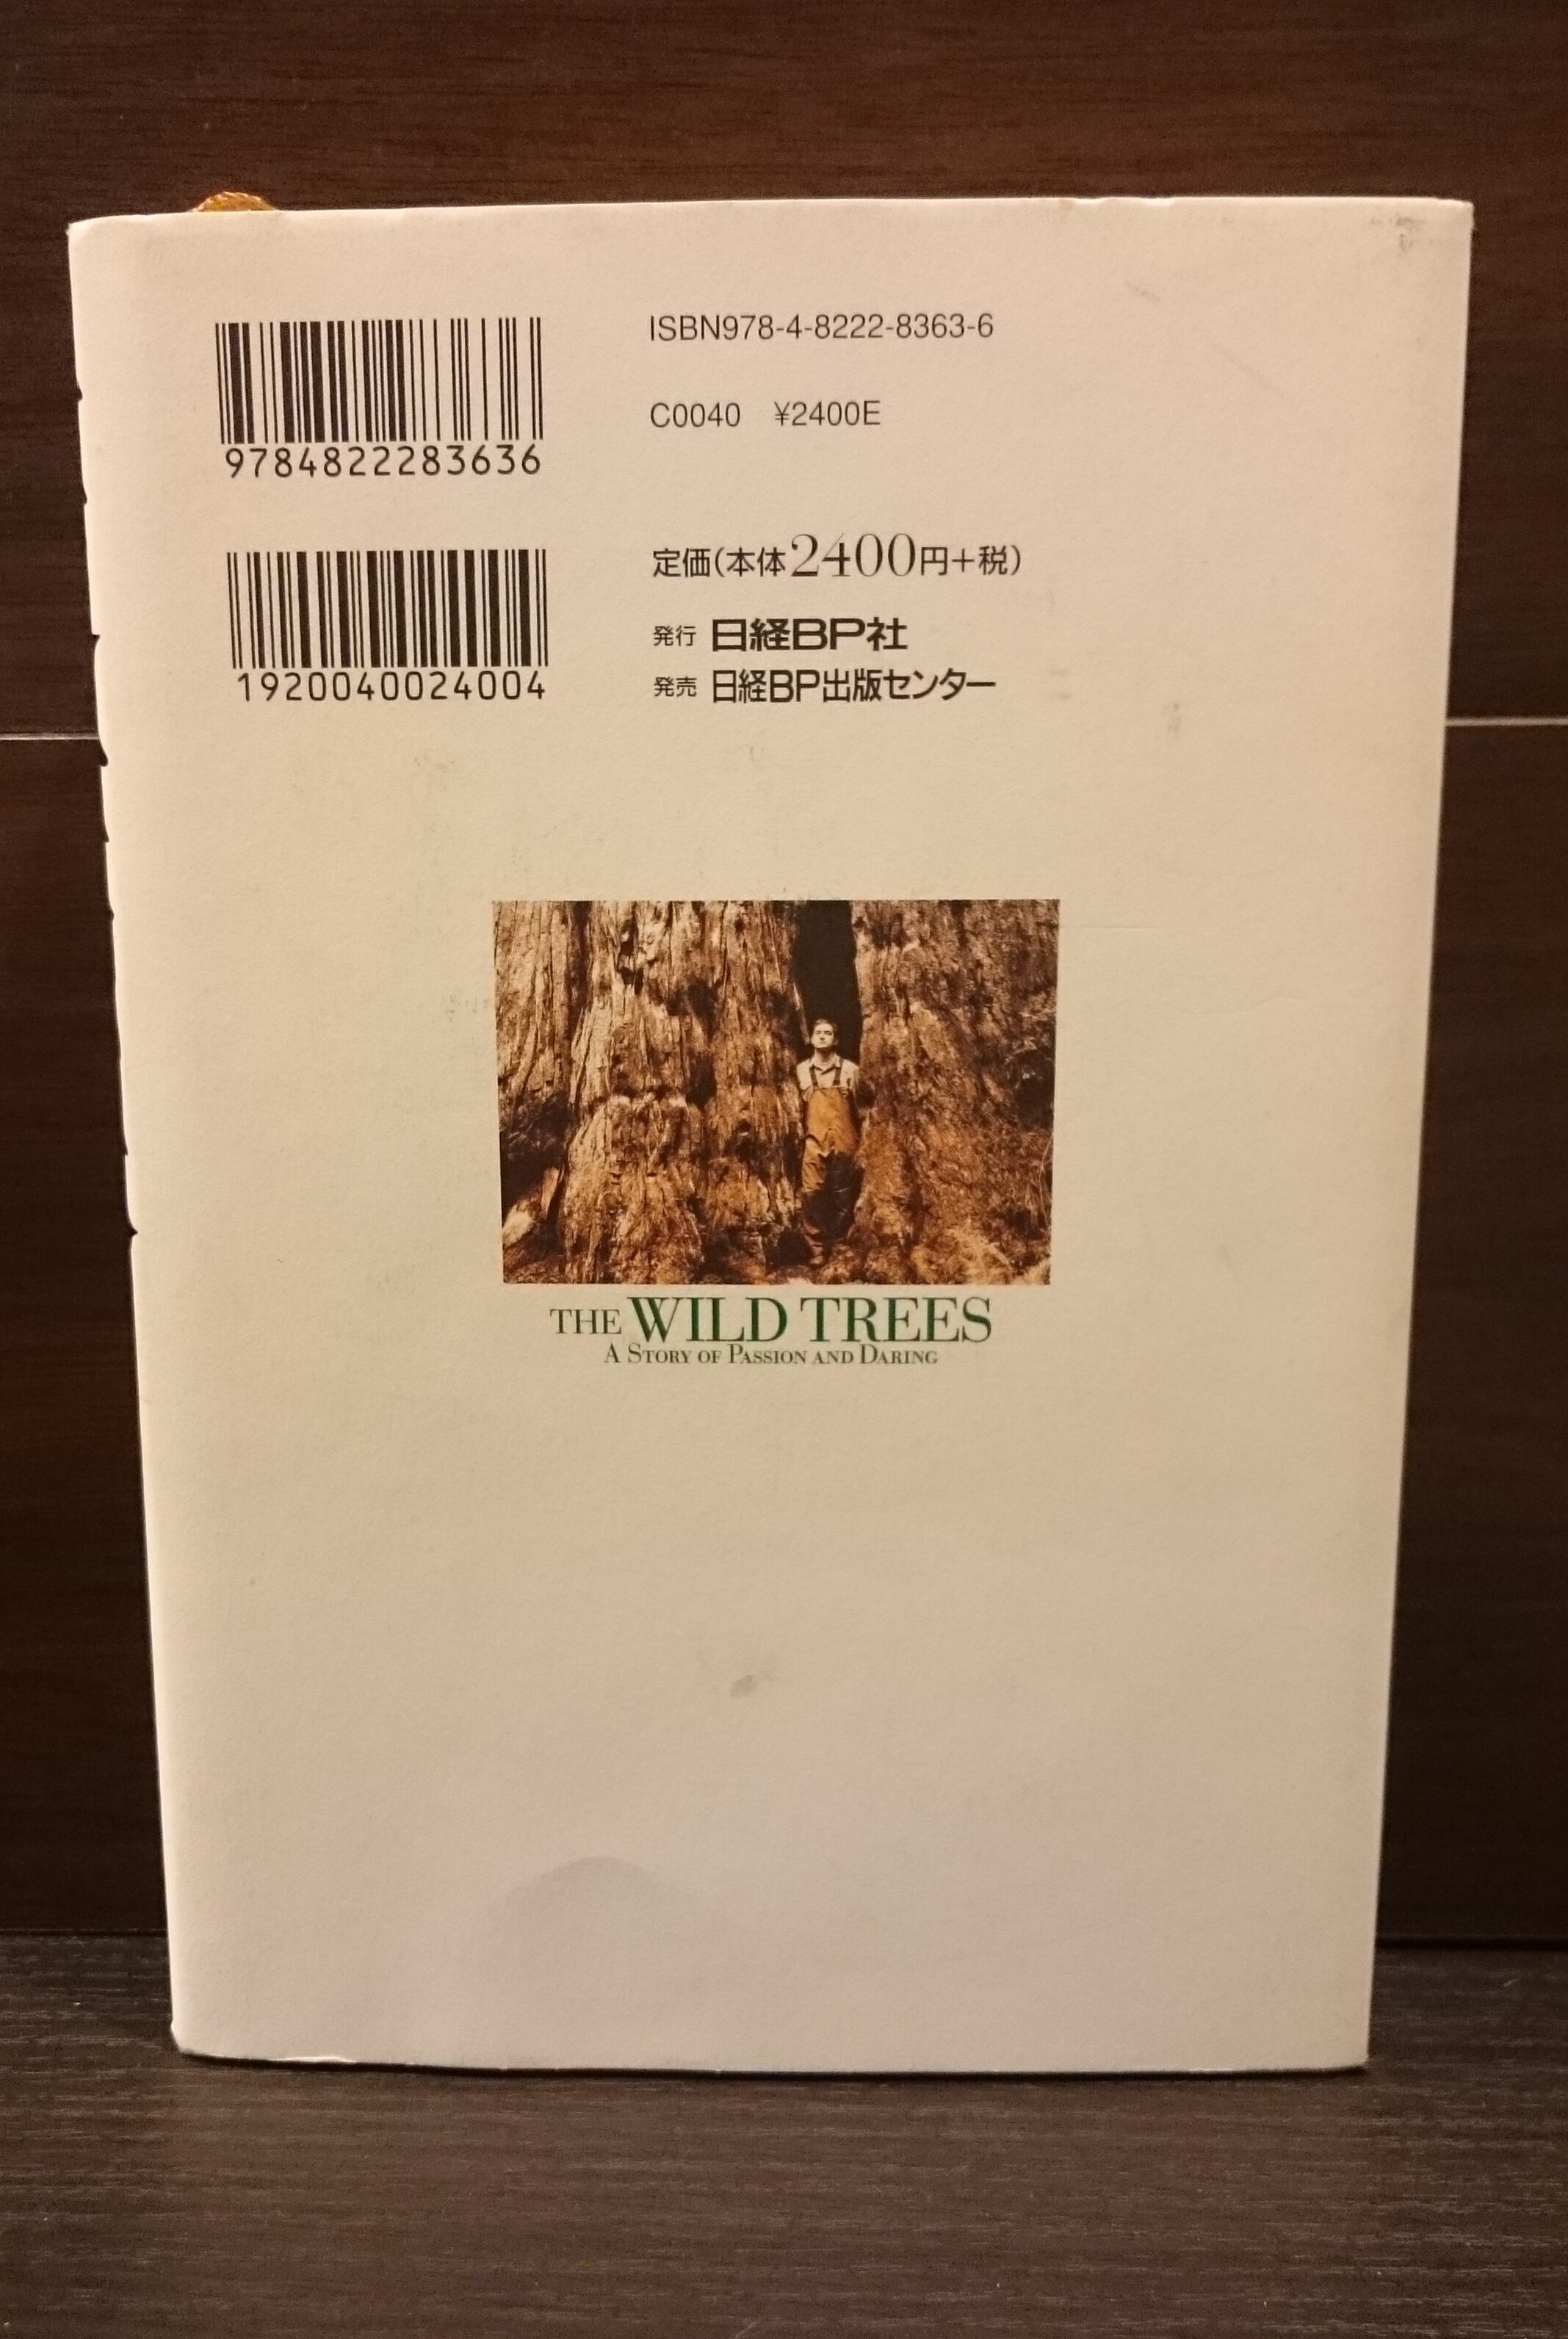 ISBN978-4-8222-8363-6
9784822283636
C0040 ¥2400E
定価(本体2400円+税)
発行 日経BP社
発売 日経BP出版センター
1920040024004
THE WILD TREES
A STORY OF PASSION AND DARING